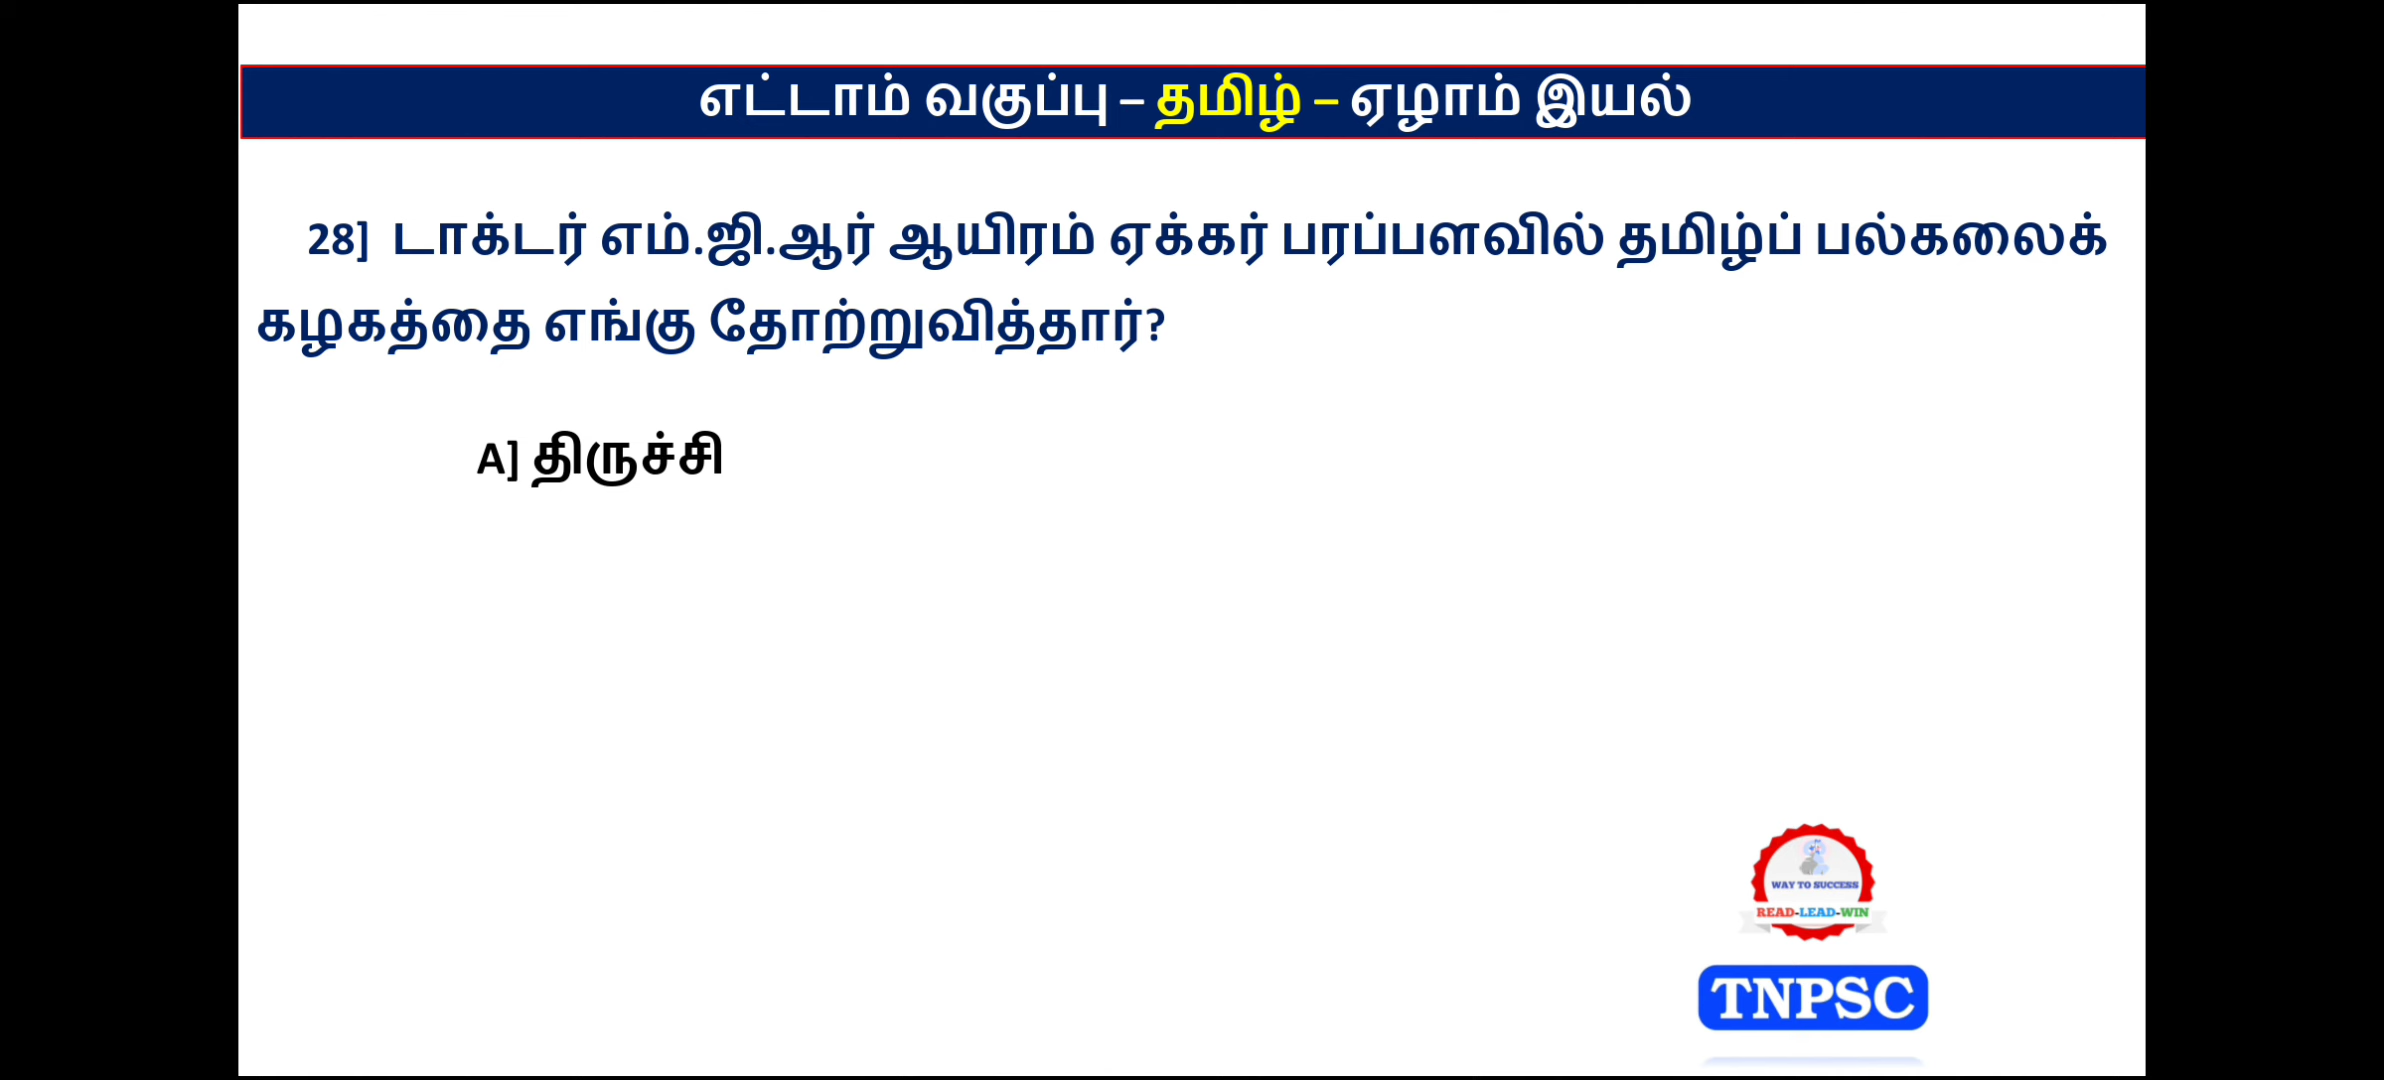 எட்டாம் வகுப்பு – தமிழ் – ஏழாம் இயல்
28] டாக்டர் எம்.ஜி.ஆர் ஆயிரம் ஏக்கர் பரப்பளவில் தமிழ்ப் பல்கலைக்
கழகத்தை எங்கு தோற்றுவித்தார்?
A] திருச்சி
WAY TO SUCCESS
READ-LEAD-WIN
TNPSC